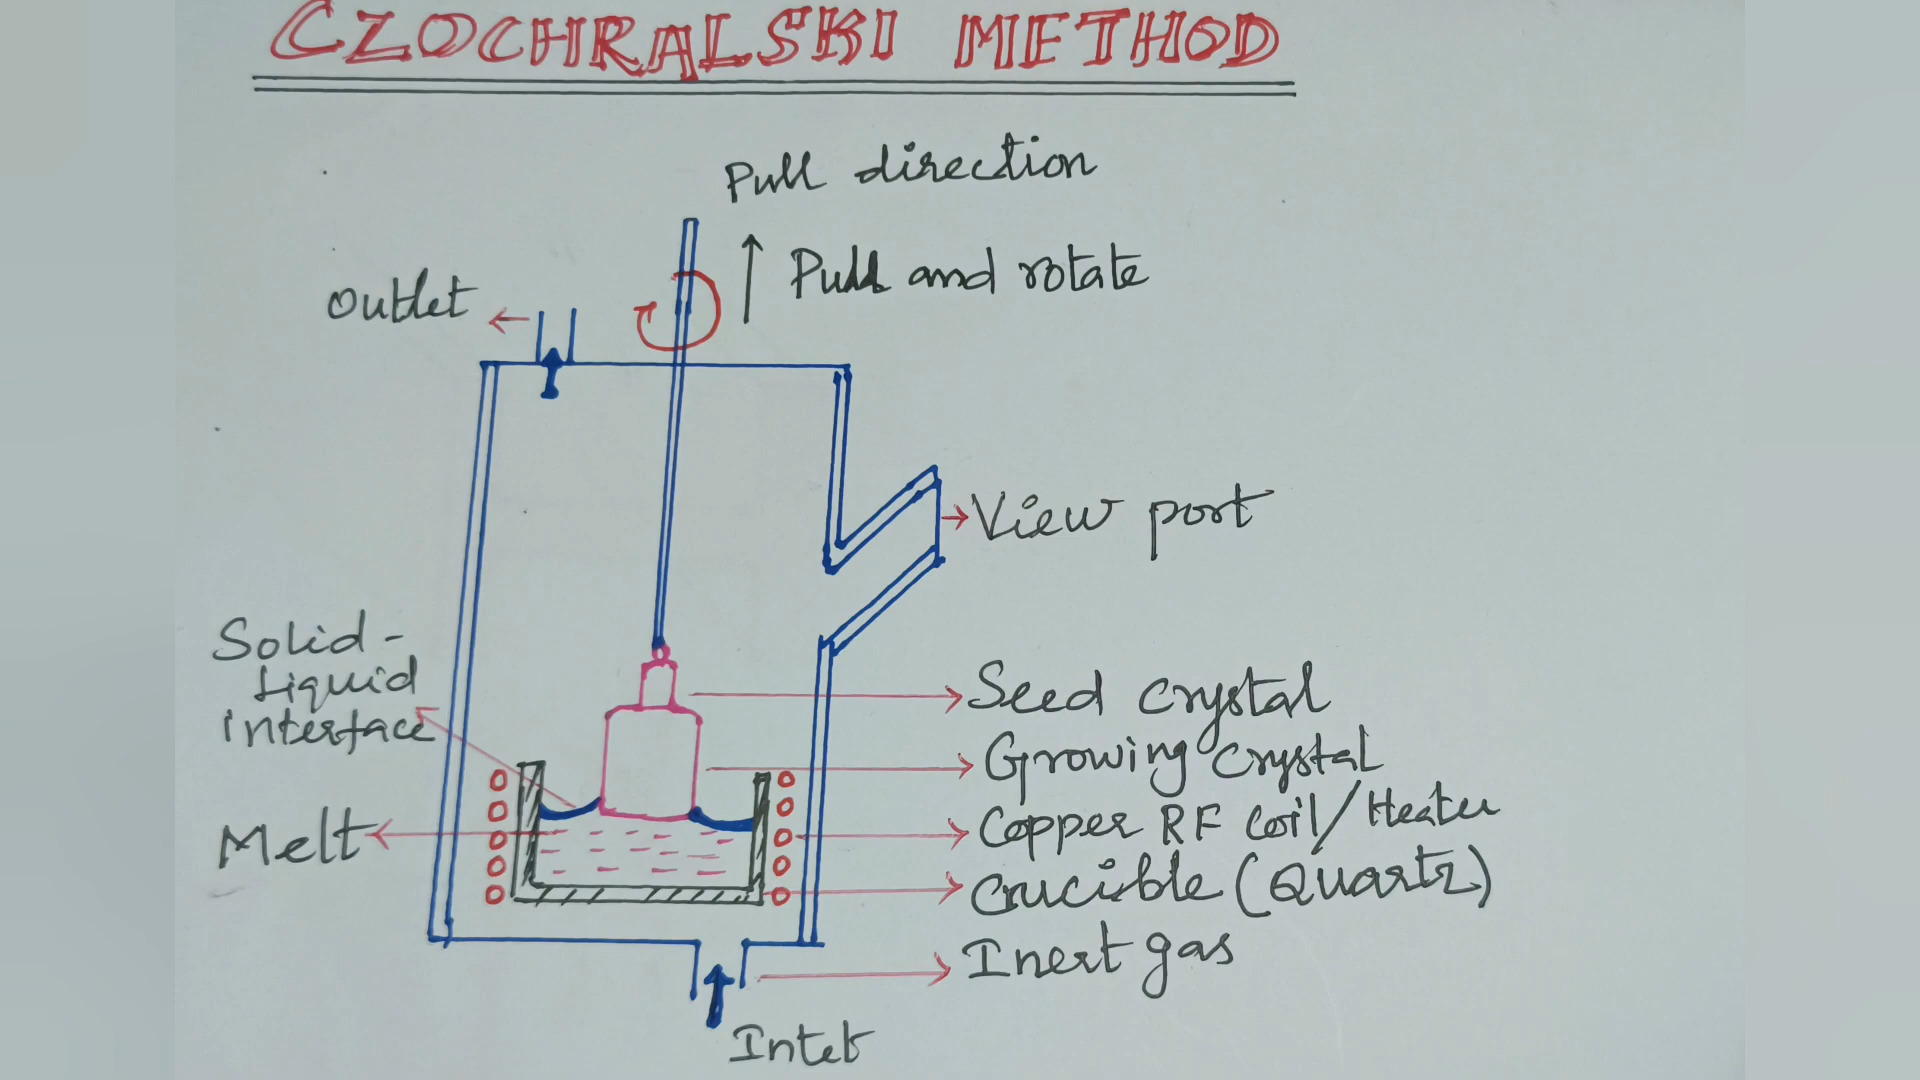 CZOCHRALSKI METHOD
Pull direction
Pull and rotate
Outlet
View port
Solid-
Liquid
interface
Seed crystal
Growing crystal
Melt
Copper RF Coil/Heater
Crucible (Quartz)
Inert gas
Intet